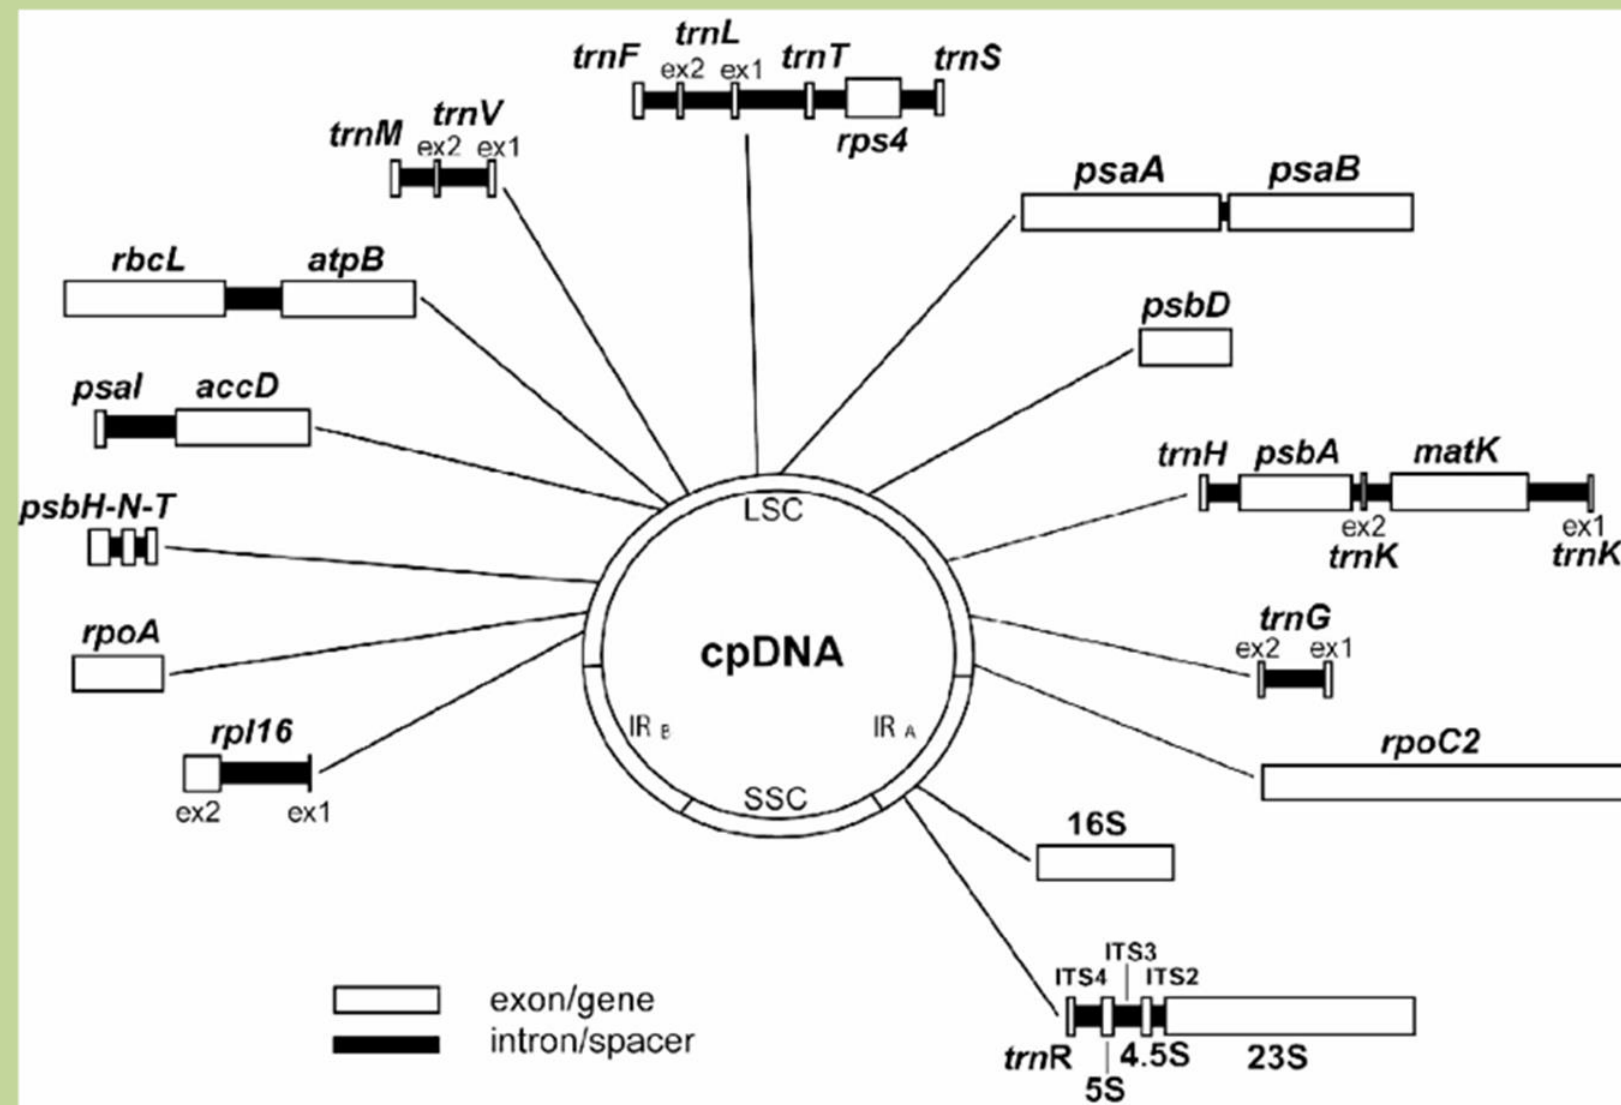 trnL
trnF ex2 ex1 trnT trnS
rps4
trnV
trnM ex2 ex1
psaA psaB
rbcL atpB
psbD
psaI accD
trnH psbA matK
ex2 ex1
trnK trnK
psbH-N-T
LSC
rpoA
cpDNA
trnG
ex2 ex1
rpl16
ex2 ex1
IR B IR A
rpoC2
SSC
16S
ITS3
ITS4 ITS2
exon/gene
intron/spacer
trnR 4.5S 23S
5S